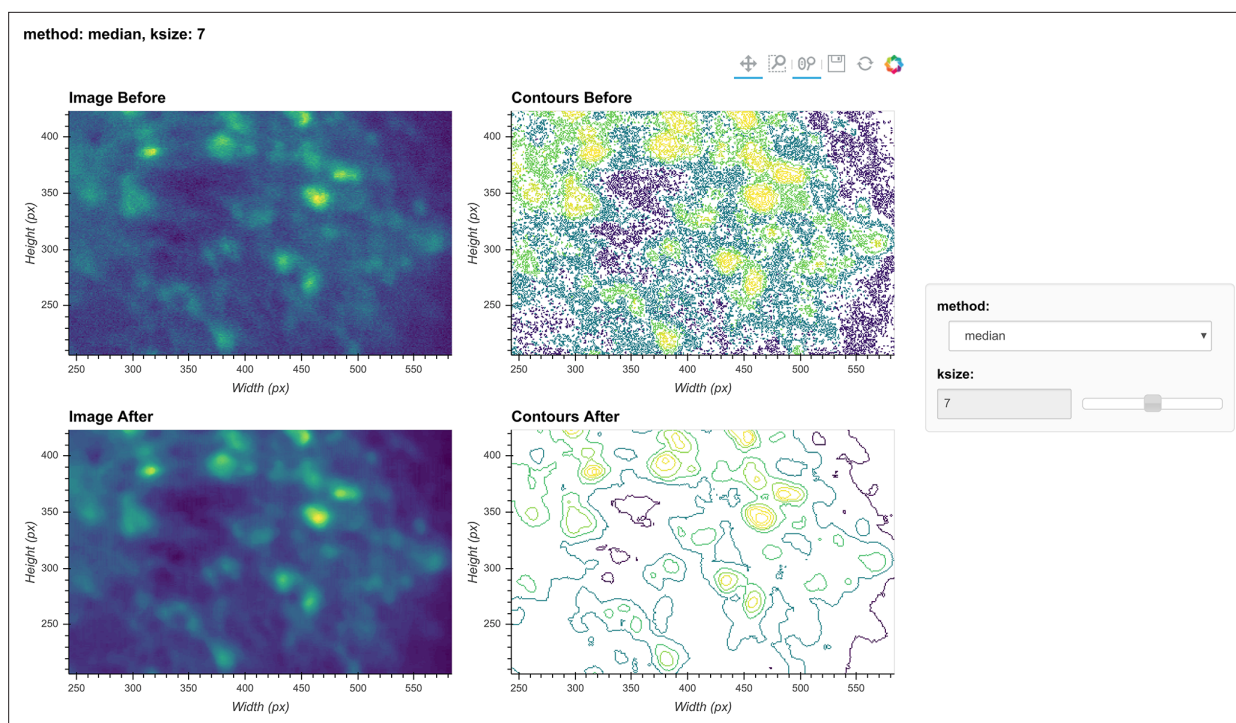 method: median, ksize: 7
Image Before
Contours Before
400
350
300
250
Height (px)
250 300 350 400 450 500 550
Width (px)
400
350
300
250
Height (px)
250 300 350 400 450 500 550
Width (px)
method:
median
ksize:
7
Image After
Contours After
400
350
300
250
Height (px)
250 300 350 400 450 500 550
Width (px)
400
350
300
250
Height (px)
250 300 350 400 450 500 550
Width (px)